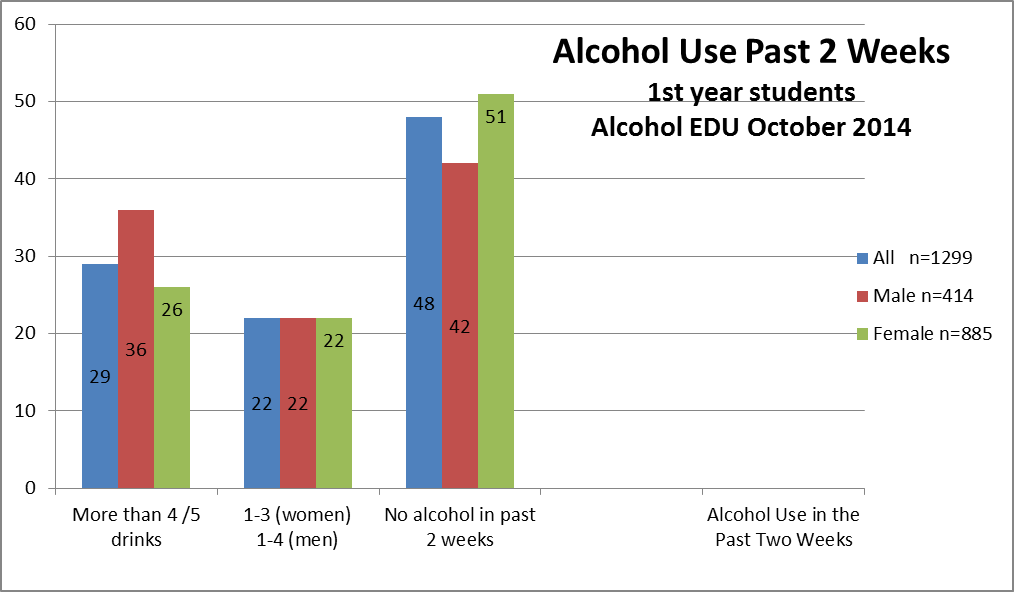 Alcohol Use Past 2 Weeks
1st year students
Alcohol EDU October 2014
60
50
40
30
20
10
0
29
36
26
22
22
22
48
42
51
All n=1299
Male n=414
Female n=885
More than 4 /5
drinks
1-3 (women)
1-4 (men)
No alcohol in past
2 weeks
Alcohol Use in the
Past Two Weeks